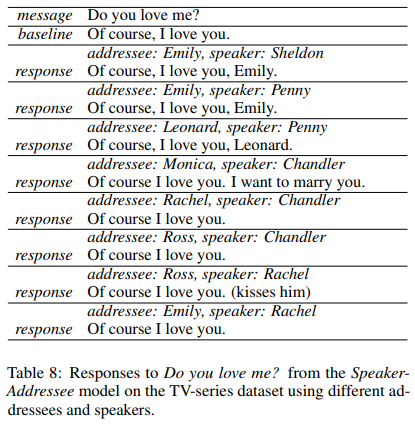 message Do you love me?
baseline Of course, I love you.
addressee: Emily, speaker: Sheldon
response Of course, I love you, Emily.
addressee: Emily, speaker: Penny
response Of course, I love you, Emily.
addressee: Leonard, speaker: Penny
response Of course, I love you, Leonard.
addressee: Monica, speaker: Chandler
response Of course I love you. I want to marry you.
addressee: Rachel, speaker: Chandler
response Of course I love you.
addressee: Ross, speaker: Chandler
response Of course I love you.
addressee: Ross, speaker: Rachel
response Of course I love you. (kisses him)
addressee: Emily, speaker: Rachel
response Of course I love you.
Table 8: Responses to Do you love me? from the Speaker-
Addressee model on the TV-series dataset using different ad-
dressees and speakers.